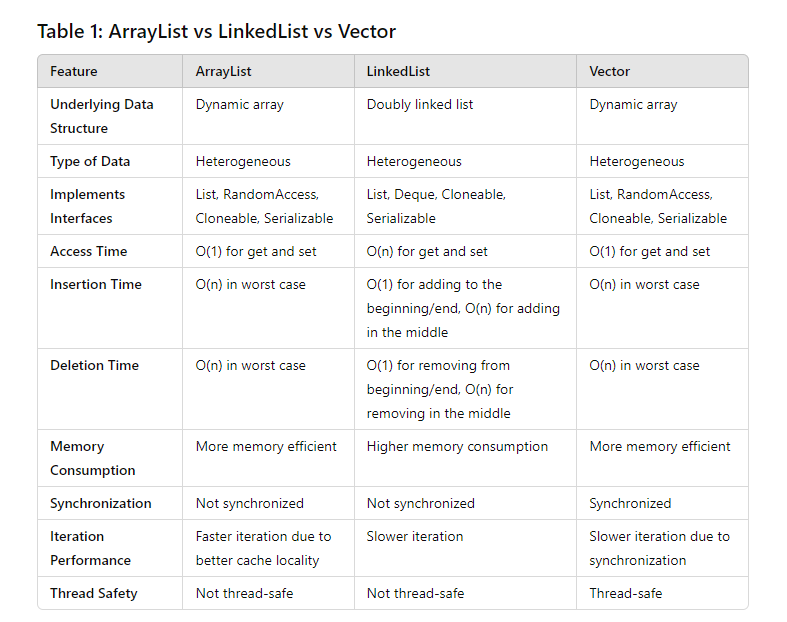 Table 1: ArrayList vs LinkedList vs Vector
Feature ArrayList LinkedList Vector
Underlying Data Structure Dynamic array Doubly linked list Dynamic array
Type of Data Heterogeneous Heterogeneous Heterogeneous
Implements Interfaces List, RandomAccess, Cloneable, Serializable List, Deque, Cloneable, Serializable List, RandomAccess, Cloneable, Serializable
Access Time O(1) for get and set O(n) for get and set O(1) for get and set
Insertion Time O(n) in worst case O(1) for adding to the beginning/end, O(n) for adding in the middle O(n) in worst case
Deletion Time O(n) in worst case O(1) for removing from beginning/end, O(n) for removing in the middle O(n) in worst case
Memory Consumption More memory efficient Higher memory consumption More memory efficient
Synchronization Not synchronized Not synchronized Synchronized
Iteration Performance Faster iteration due to better cache locality Slower iteration Slower iteration due to synchronization
Thread Safety Not thread-safe Not thread-safe Thread-safe